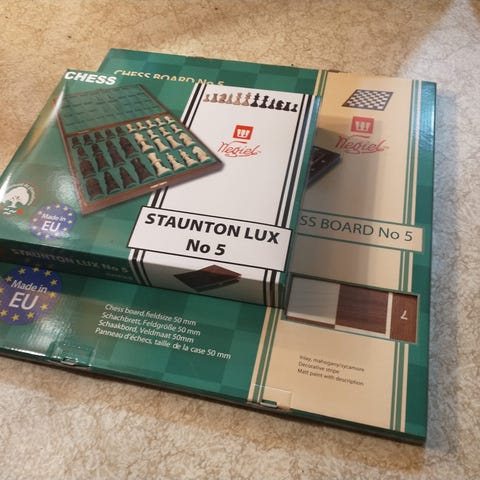 CHESS
CHESS BOARD No 5
Wegiel
Made in
EU
STAUNTON LUX
No 5
STAUNTON LUX No 5
Wegiel
SS BOARD No 5
Made in
EU
Chess board, fieldsize 50 mm
Schachbrett, Feldgröße 50 mm
Schaakbord, Veldmaat 50mm
Panneau d'échecs, taille de la case 50 mm
7
Inlay, mahogany/sycamore
Decorative stripe
Matt paint with description